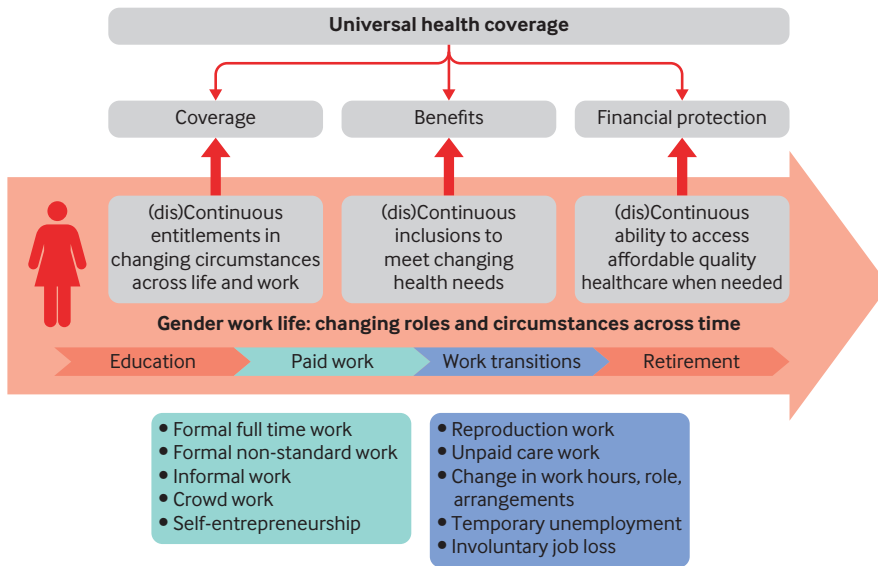 Universal health coverage
Coverage
Benefits
Financial protection
(dis)Continuous
entitlements in
changing circumstances
across life and work
(dis)Continuous
inclusions to
meet changing
health needs
(dis)Continuous
ability to access
affordable quality
healthcare when needed
Gender work life: changing roles and circumstances across time
Education
Paid work
Work transitions
Retirement
• Formal full time work
• Formal non-standard work
• Informal work
• Crowd work
• Self-entrepreneurship
• Reproduction work
• Unpaid care work
• Change in work hours, role,
arrangements
• Temporary unemployment
• Involuntary job loss